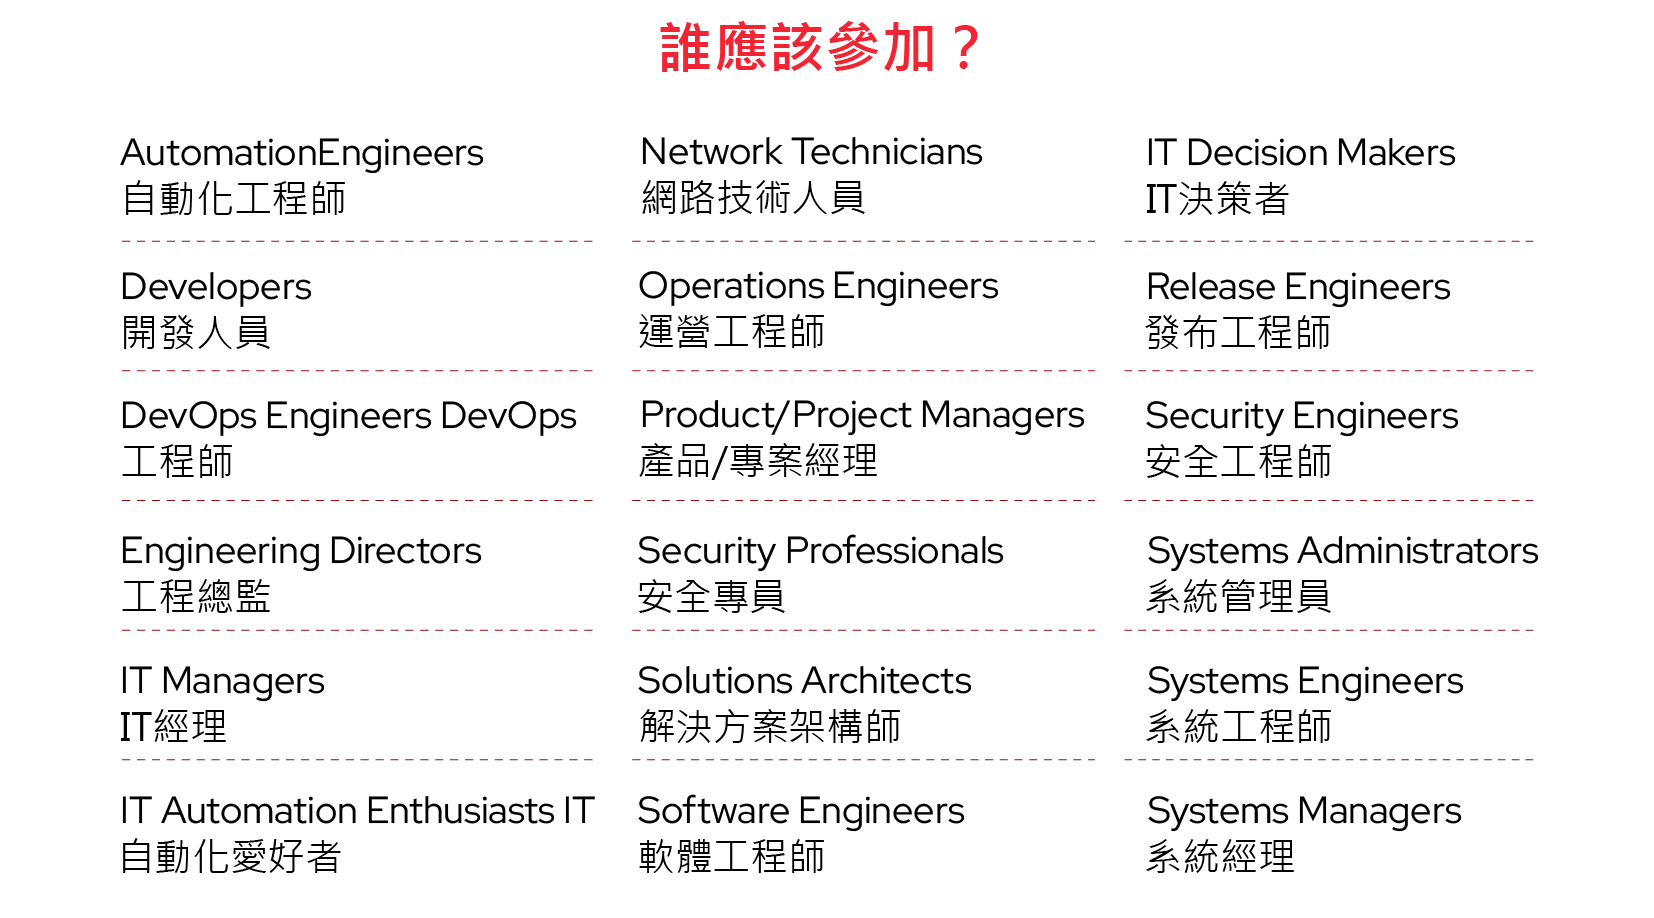 誰應該參加？
AutomationEngineers
自動化工程師
Developers
開發人員
DevOps Engineers DevOps
工程師
Engineering Directors
工程總監
IT Managers
IT經理
IT Automation Enthusiasts IT
自動化愛好者
Network Technicians
網路技術人員
Operations Engineers
運營工程師
Product/Project Managers
產品/專案經理
Security Professionals
安全專員
Solutions Architects
解決方案架構師
Software Engineers
軟體工程師
IT Decision Makers
IT決策者
Release Engineers
發布工程師
Security Engineers
安全工程師
Systems Administrators
系統管理員
Systems Engineers
系統工程師
Systems Managers
系統經理